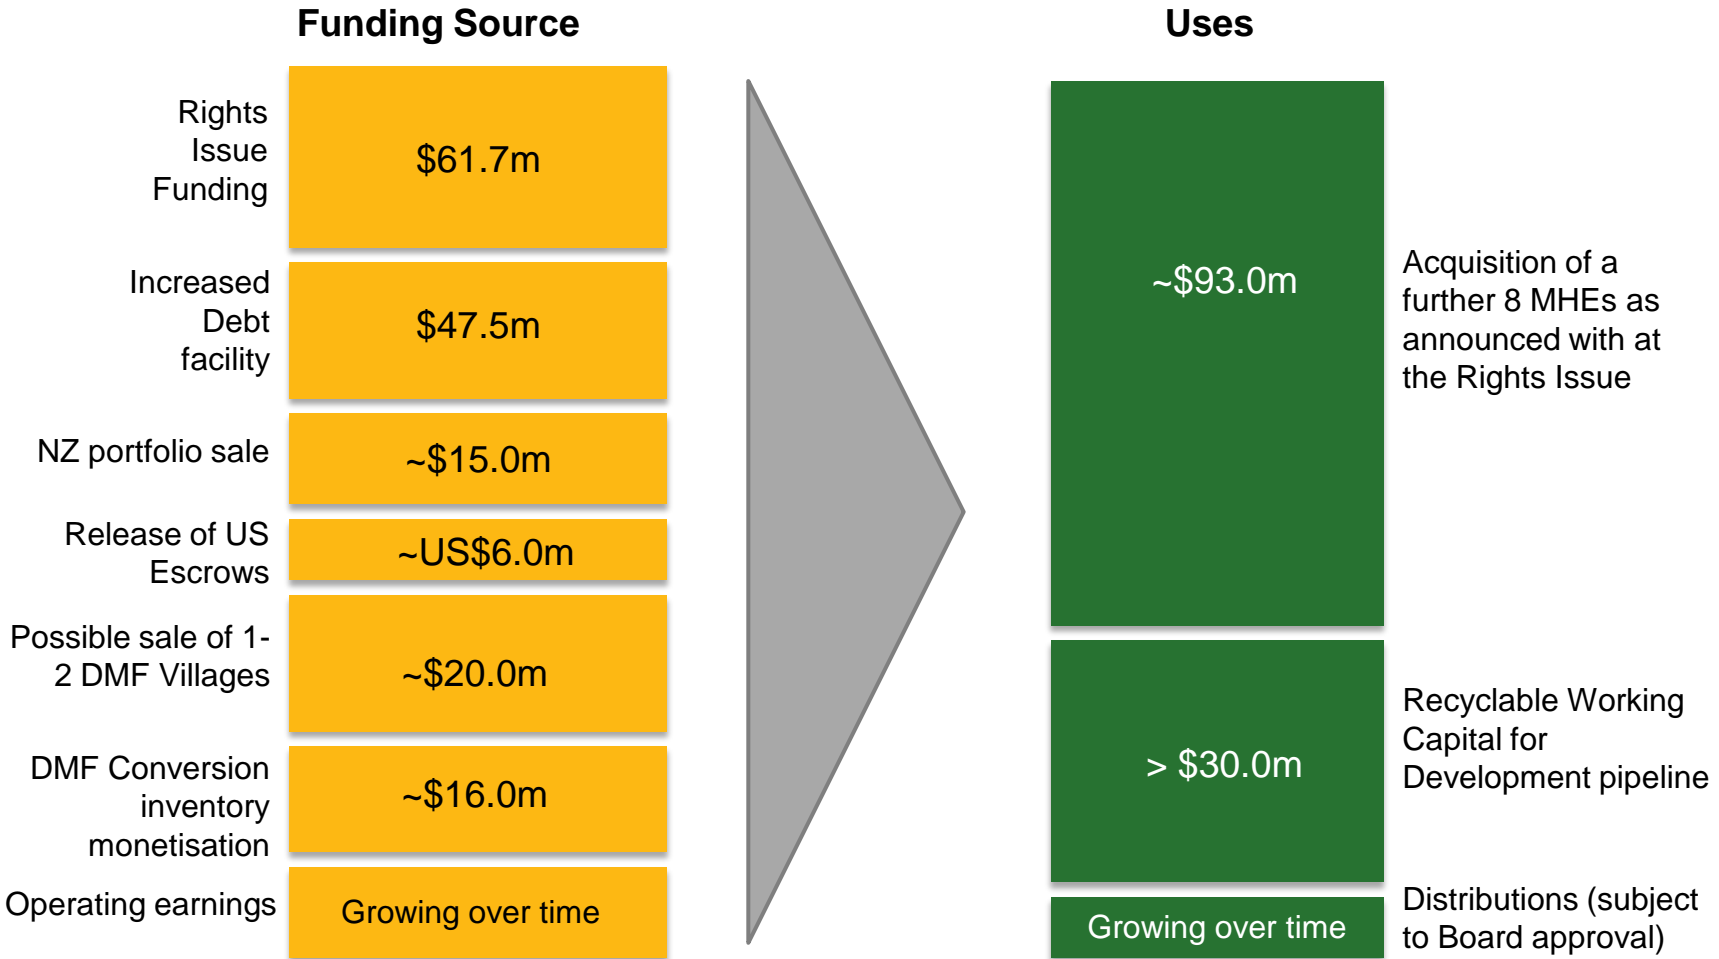 Funding Source
Rights
Issue
Funding
$61.7m
Increased
Debt
facility
$47.5m
NZ portfolio sale
~$15.0m
Release of US
Escrows
~US$6.0m
Possible sale of 1-
2 DMF Villages
~$20.0m
DMF Conversion
inventory
monetisation
~$16.0m
Operating earnings
Growing over time
Uses
~$93.0m
Acquisition of a
further 8 MHEs as
announced with at
the Rights Issue
> $30.0m
Recyclable Working
Capital for
Development pipeline
Growing over time
Distributions (subject
to Board approval)